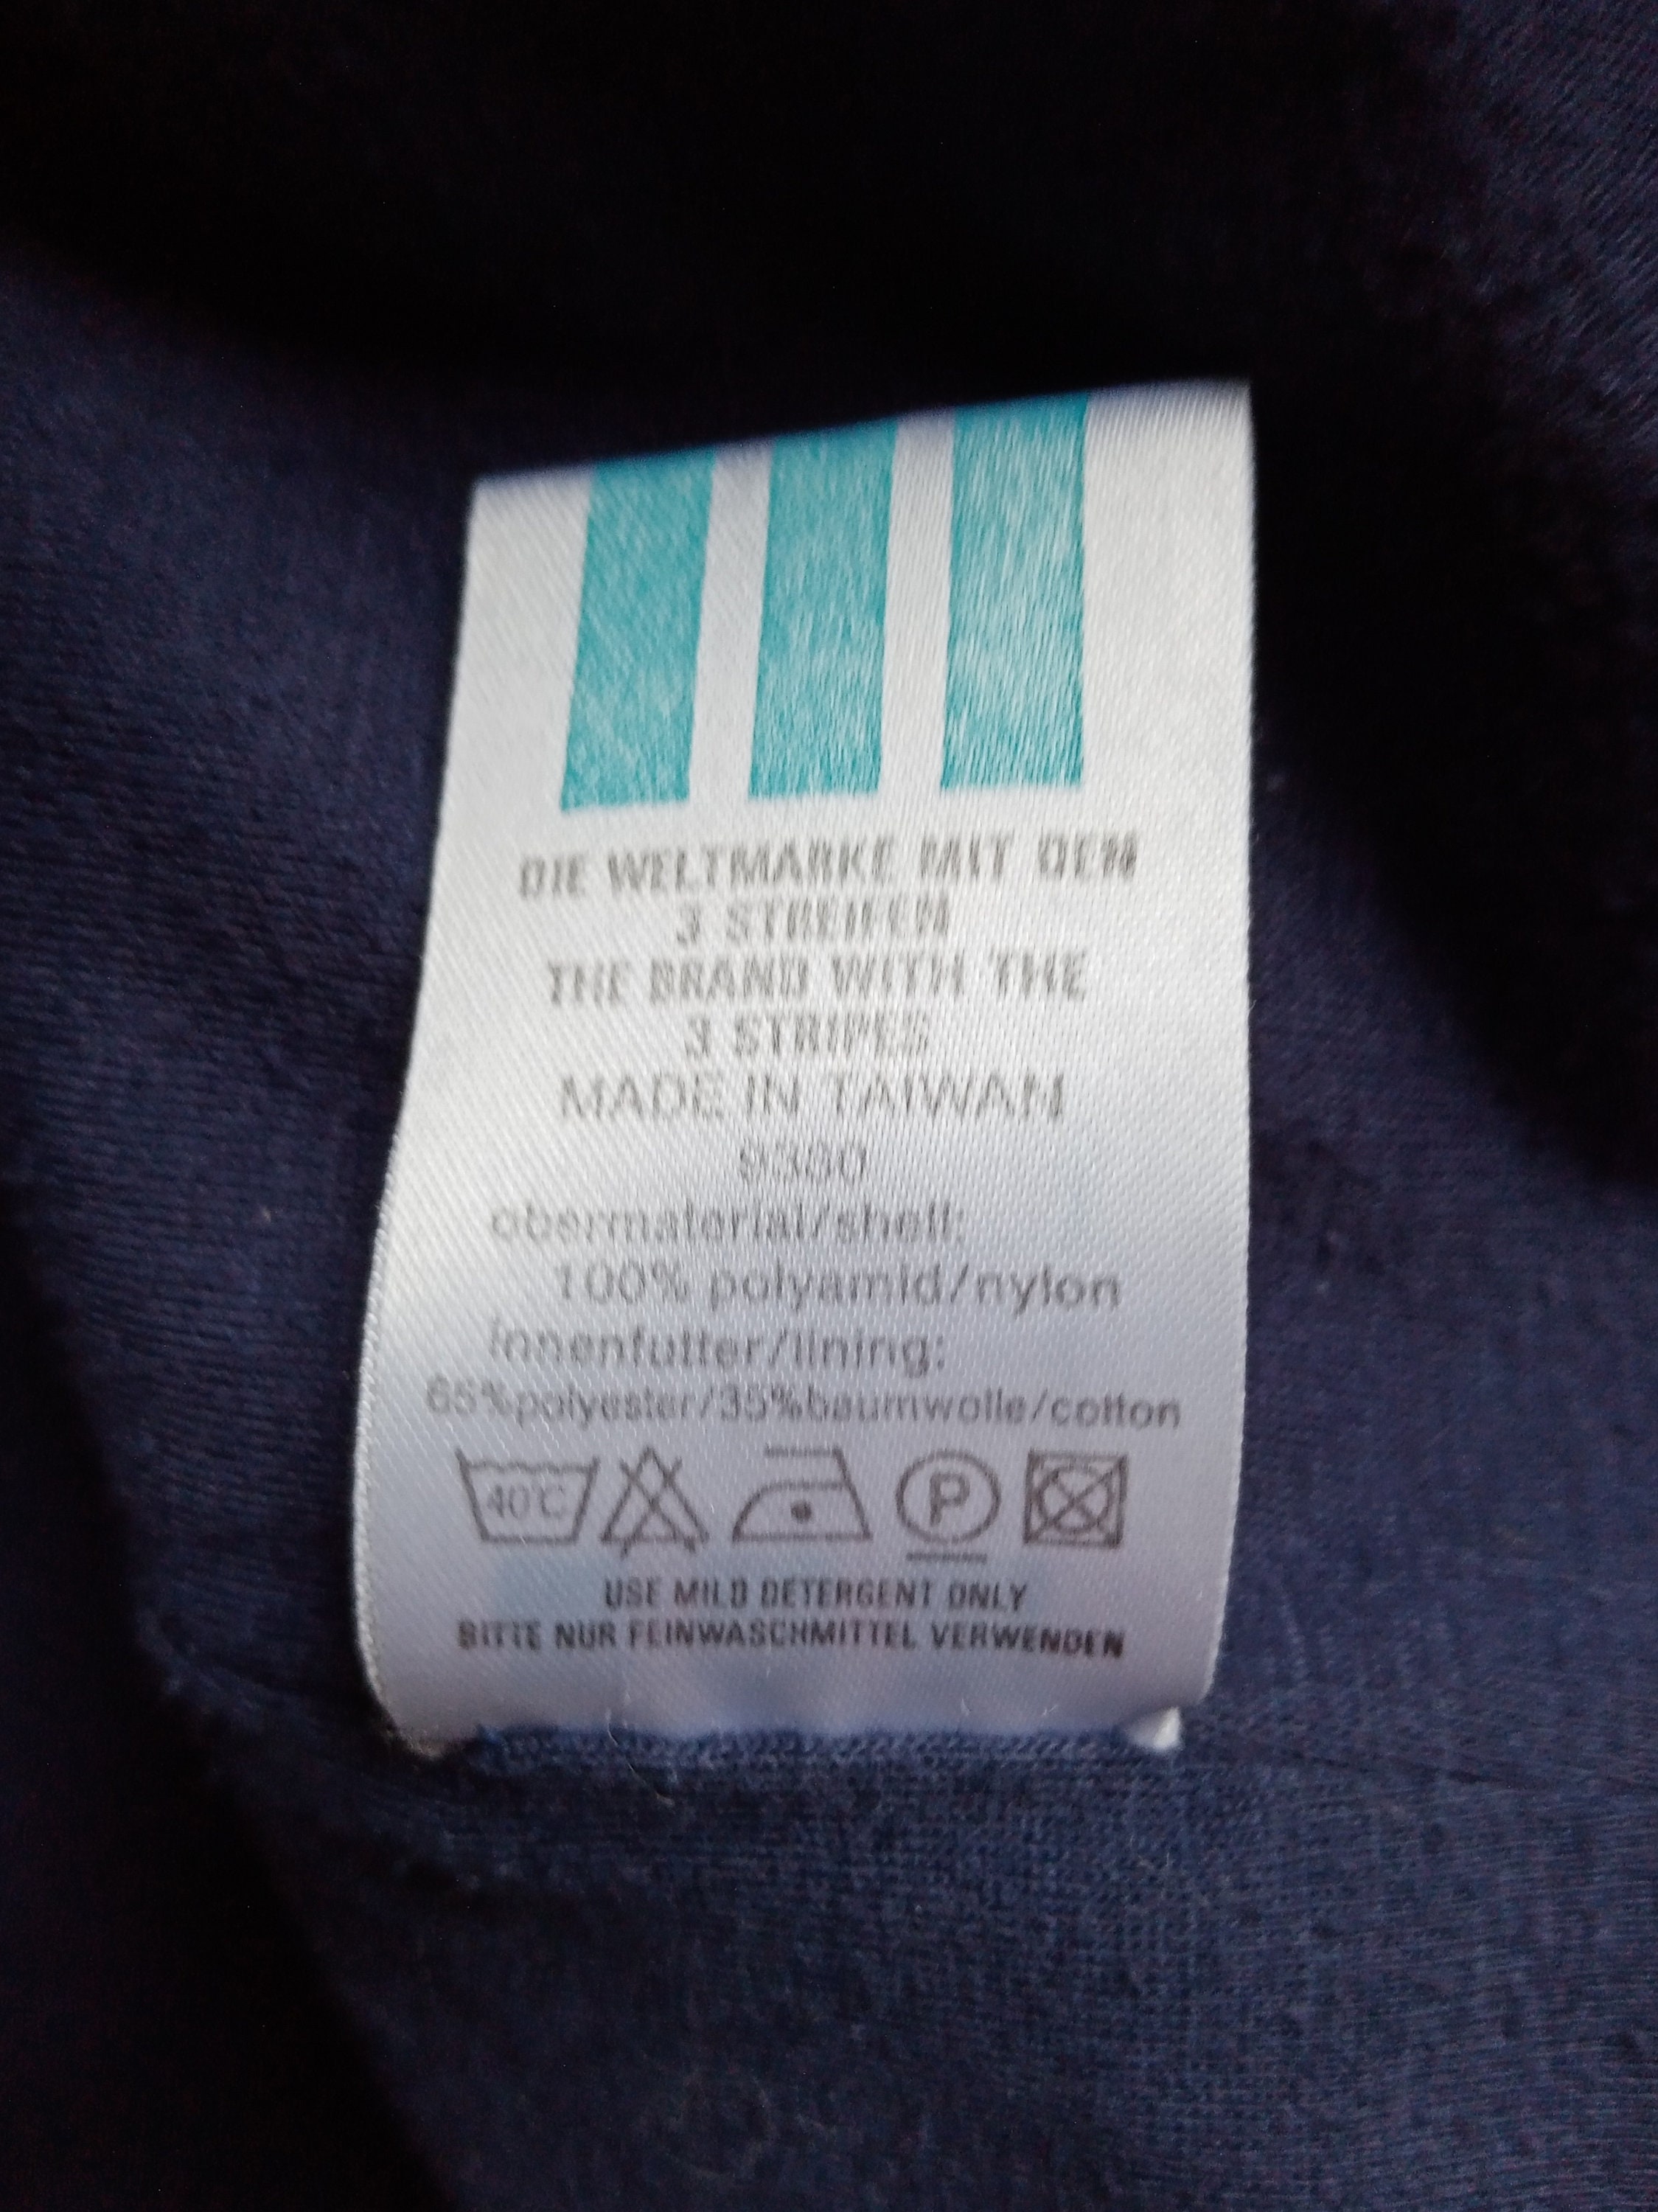 DIE WELTMARKE MIT DEN
3 STREIFEN
THE BRAND WITH THE
3 STRIPES
MADE IN TAIWAN
obermaterial/shell:
100% polyamid/nylon
innenfutter/lining:
65%polyester/35%baumwolle/cotton
40°C P
USE MILD DETERGENT ONLY
BITTE NUR FEINWASCHMITTEL VERWENDEN